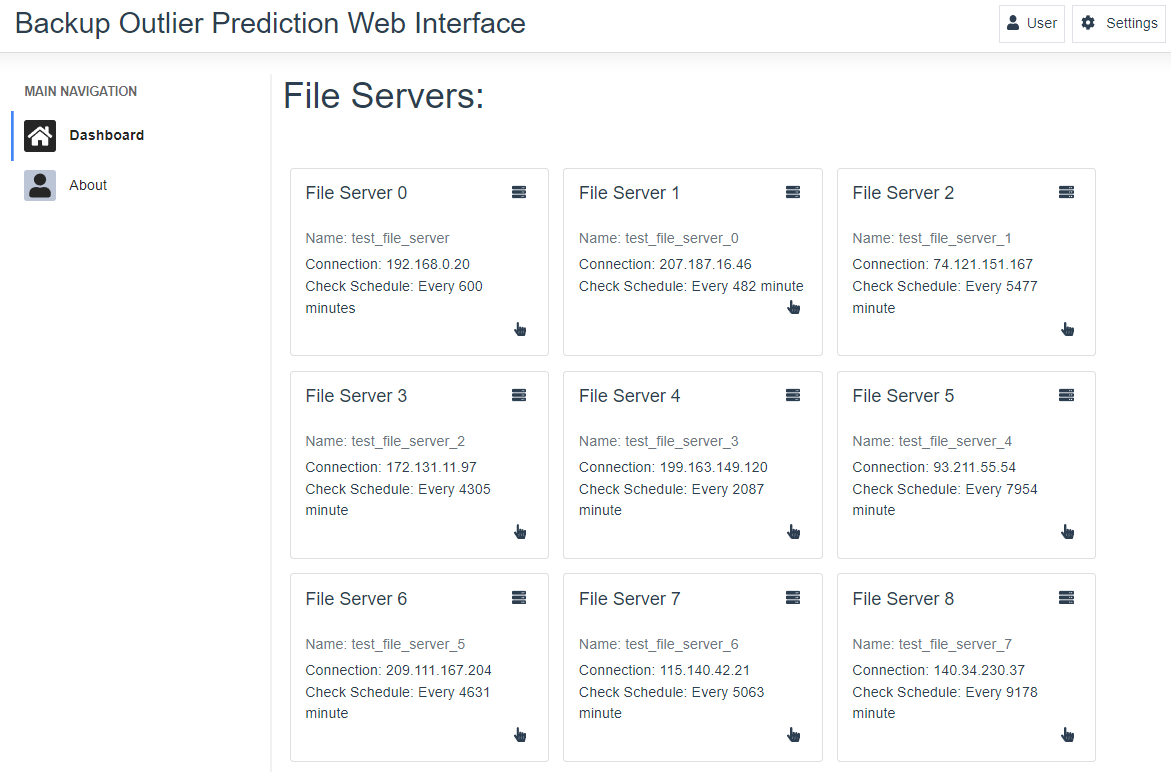 Backup Outlier Prediction Web Interface
User
Settings
MAIN NAVIGATION
Dashboard
About
File Servers:
File Server 0
Name: test_file_server
Connection: 192.168.0.20
Check Schedule: Every 600
minutes
File Server 1
Name: test_file_server_0
Connection: 207.187.16.46
Check Schedule: Every 482 minute
File Server 2
Name: test_file_server_1
Connection: 74.121.151.167
Check Schedule: Every 5477
minute
File Server 3
Name: test_file_server_2
Connection: 172.131.11.97
Check Schedule: Every 4305
minute
File Server 4
Name: test_file_server_3
Connection: 199.163.149.120
Check Schedule: Every 2087
minute
File Server 5
Name: test_file_server_4
Connection: 93.211.55.54
Check Schedule: Every 7954
minute
File Server 6
Name: test_file_server_5
Connection: 209.111.167.204
Check Schedule: Every 4631
minute
File Server 7
Name: test_file_server_6
Connection: 115.140.42.21
Check Schedule: Every 5063
minute
File Server 8
Name: test_file_server_7
Connection: 140.34.230.37
Check Schedule: Every 9178
minute